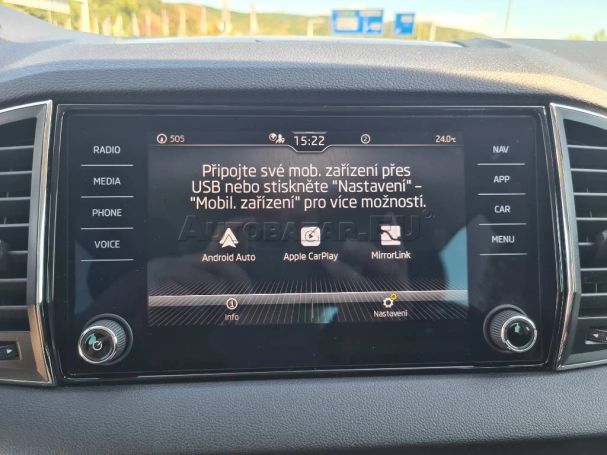 RADIO
MEDIA
PHONE
VOICE
505
15:22
2
24.0°C
Připojte své mob. zařízení přes
USB nebo stiskněte "Nastavení" –
"Mobil. zařízení" pro více možností.
AUTOBAZAR.EU
Android Auto
Apple CarPlay
MirrorLink
Info
Nastavení
NAV
APP
CAR
MENU